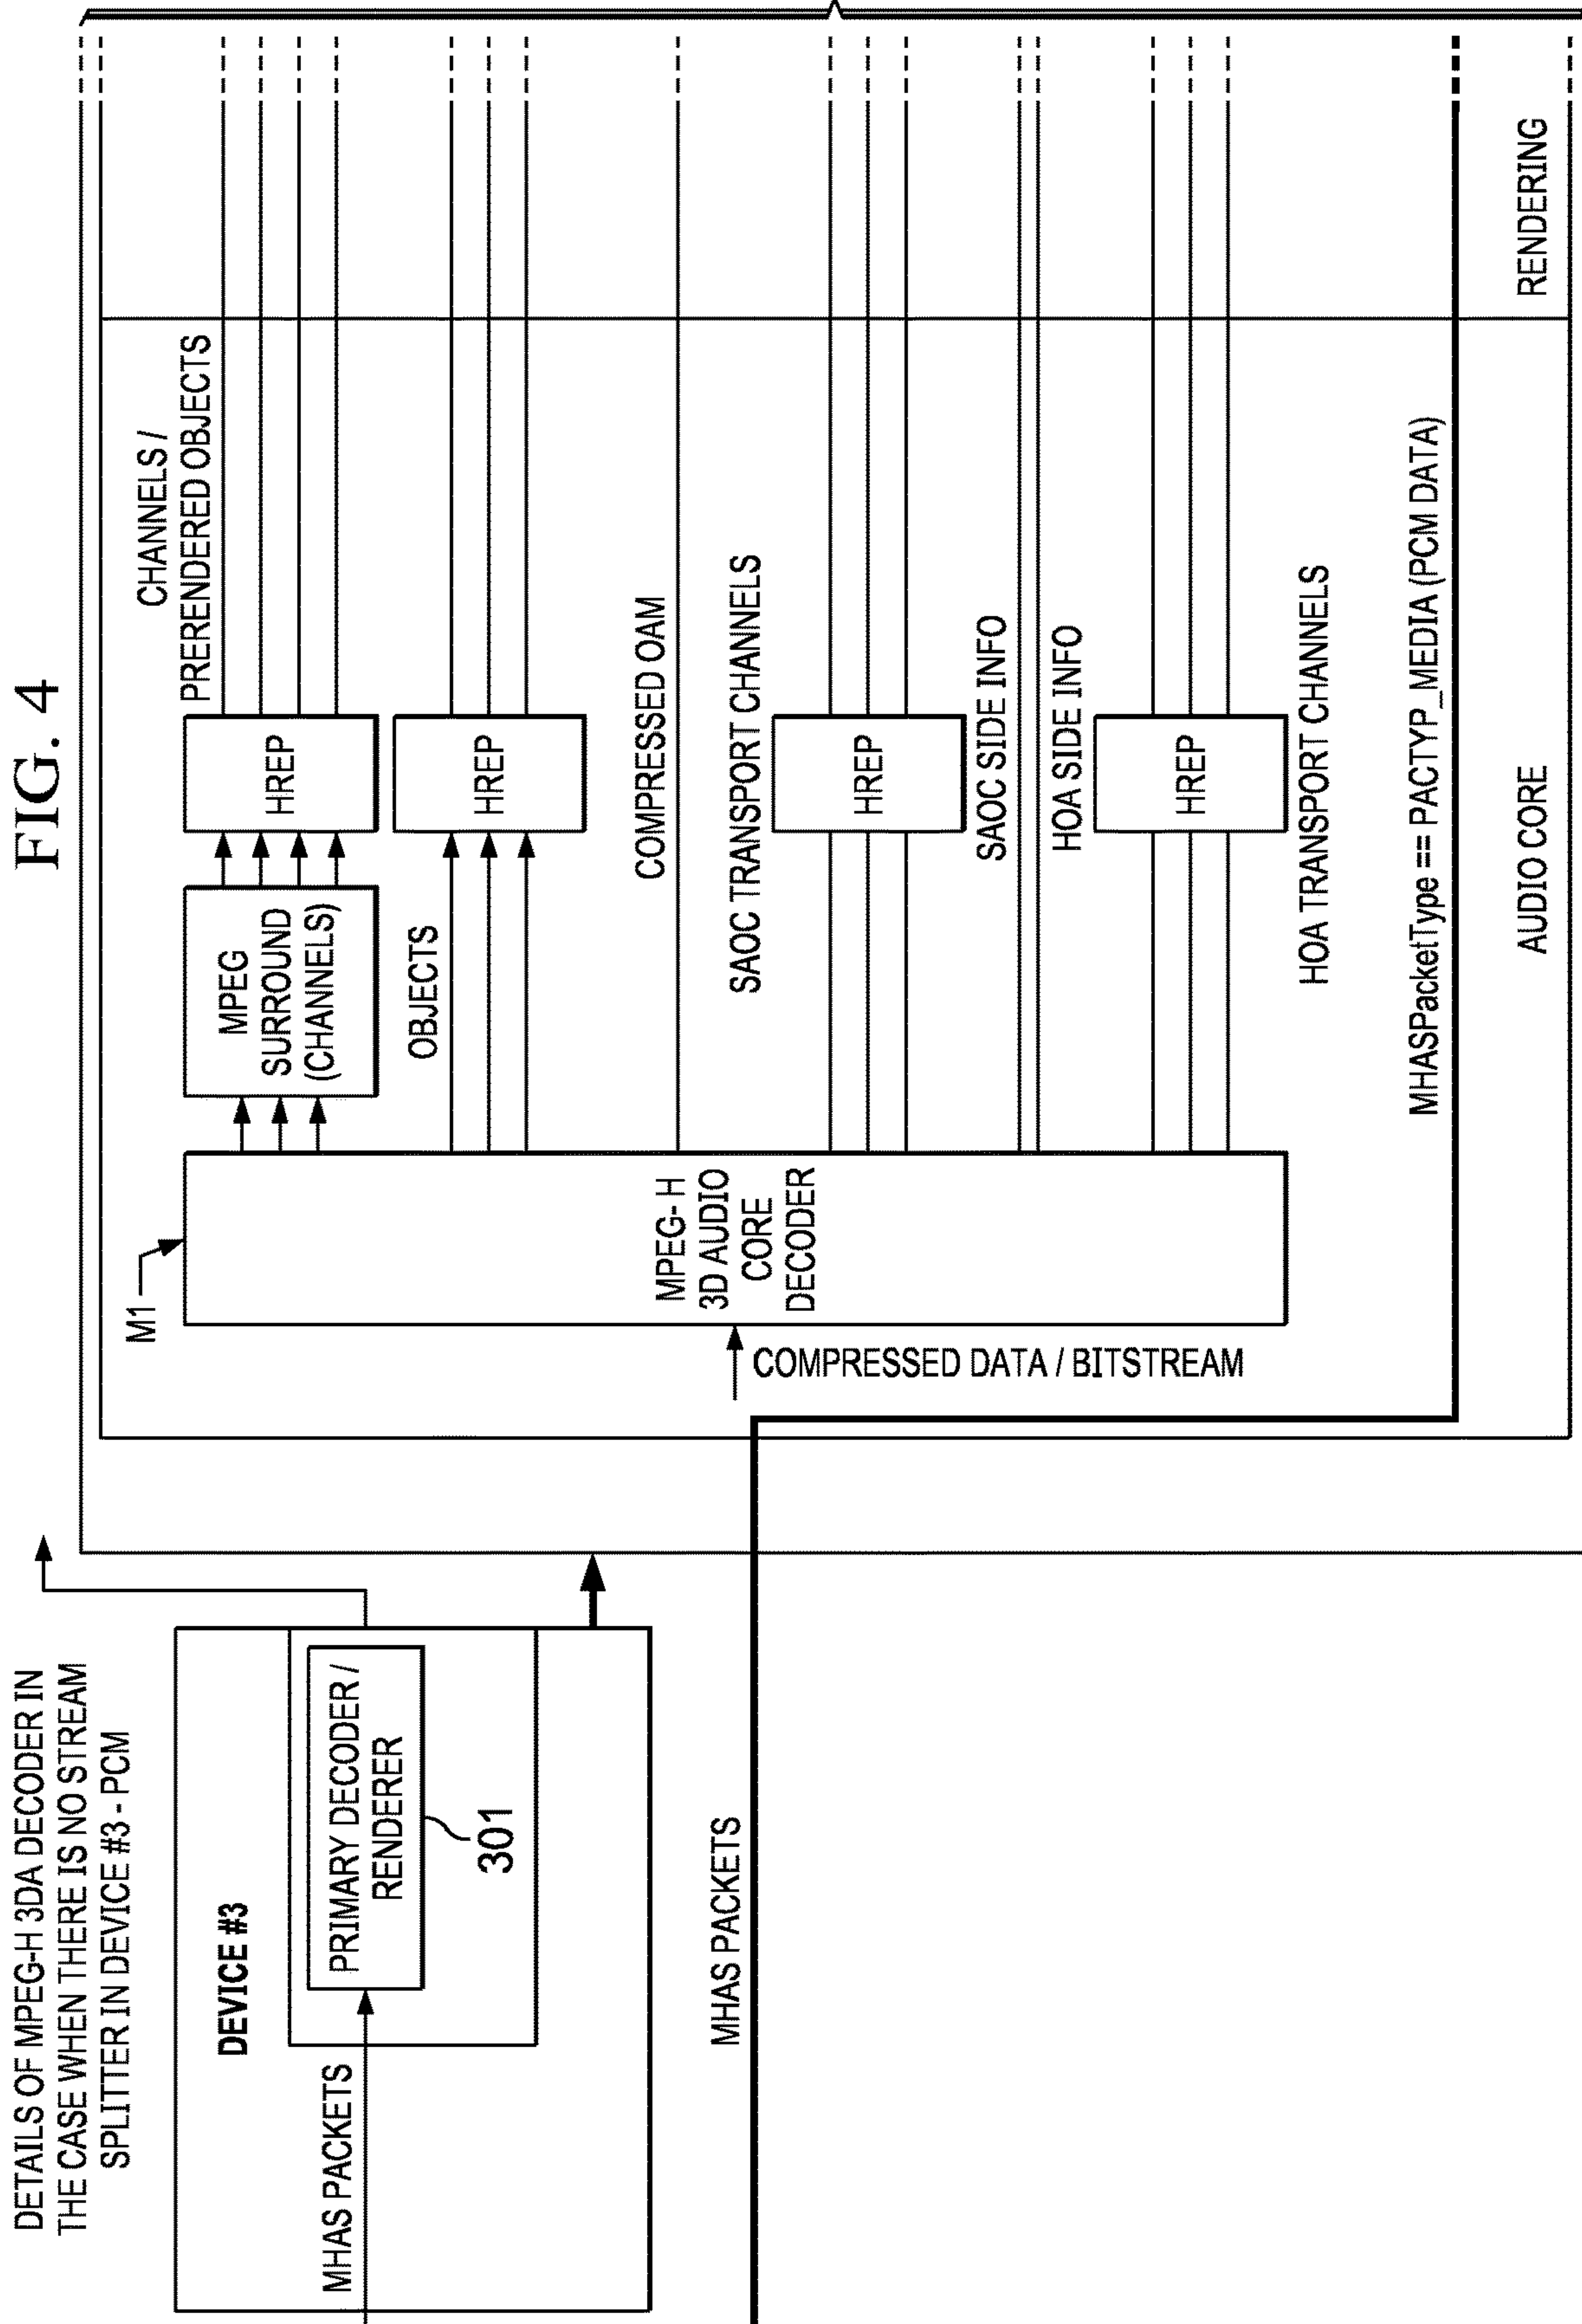 FIG. 4
DETAILS OF MPEG-H 3DA DECODER IN
THE CASE WHEN THERE IS NO STREAM
SPLITTER IN DEVICE #3 - PCM
DEVICE #3
MHAS PACKETS
PRIMARY DECODER /
RENDERER
301
MHAS PACKETS
M1
MPEG- H
3D AUDIO
CORE
DECODER
COMPRESSED DATA / BITSTREAM
MPEG
SURROUND
(CHANNELS)
HREP
CHANNELS /
PRERENDERED OBJECTS
OBJECTS
HREP
COMPRESSED OAM
SAOC TRANSPORT CHANNELS
HREP
SAOC SIDE INFO
HOA SIDE INFO
HREP
HOA TRANSPORT CHANNELS
MHASPacketType == PACTYP_MEDIA (PCM DATA)
AUDIO CORE
RENDERING